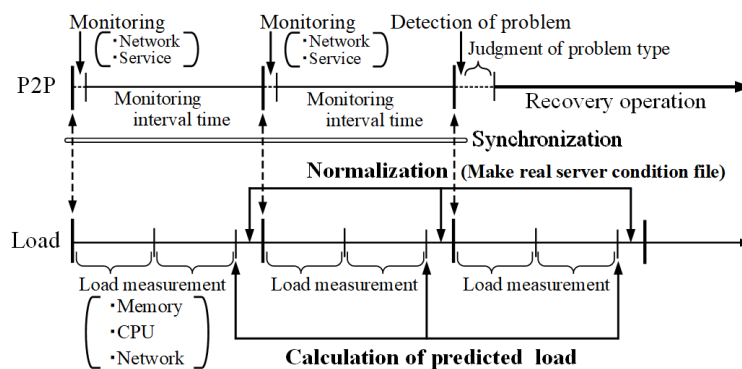 Monitoring
・Network
・Service
Monitoring
・Network
・Service
Detection of problem
Judgment of problem type
P2P
Monitoring
interval time
Monitoring
interval time
Recovery operation
Synchronization
Normalization (Make real server condition file)
Load
Load measurement
Load measurement
Load measurement
・Memory
・CPU
・Network
Calculation of predicted load